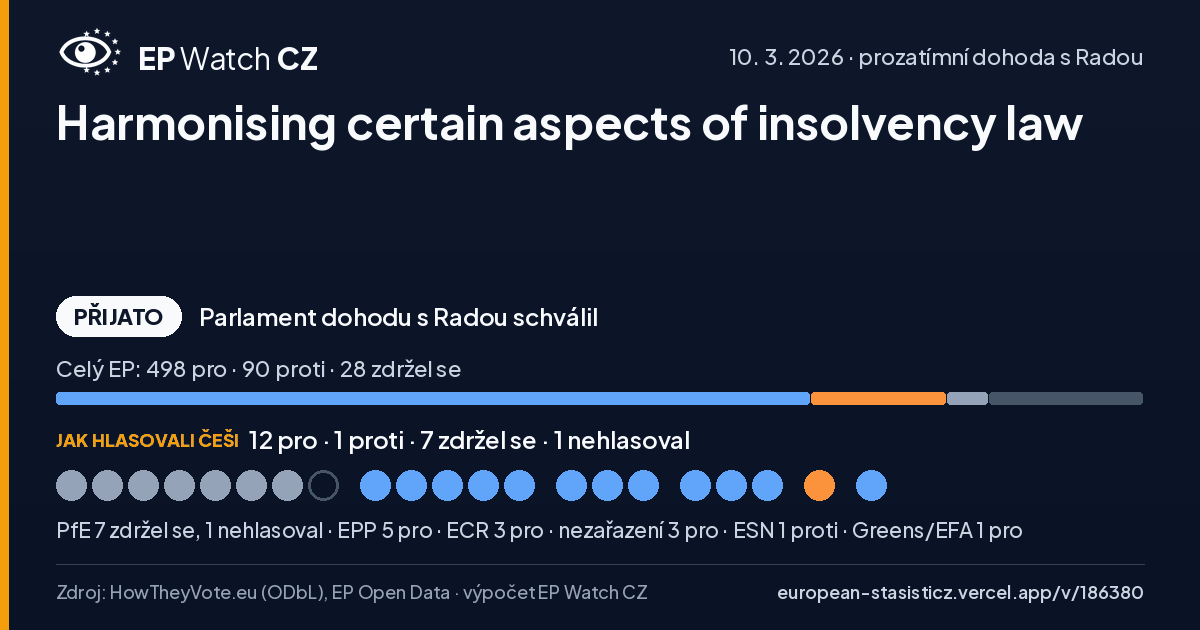 EP Watch CZ
10. 3. 2026 · prozatímní dohoda s Radou
Harmonising certain aspects of insolvency law
PŘIJATO
Parlament dohodu s Radou schválil
Celý EP: 498 pro · 90 proti · 28 zdržel se
JAK HLASOVALI ČEŠI 12 pro · 1 proti · 7 zdržel se · 1 nehlasoval
PfE 7 zdržel se, 1 nehlasoval · EPP 5 pro · ECR 3 pro · nezařazení 3 pro · ESN 1 proti · Greens/EFA 1 pro
Zdroj: HowTheyVote.eu (ODbL), EP Open Data · výpočet EP Watch CZ
european-stasisticz.vercel.app/v/186380